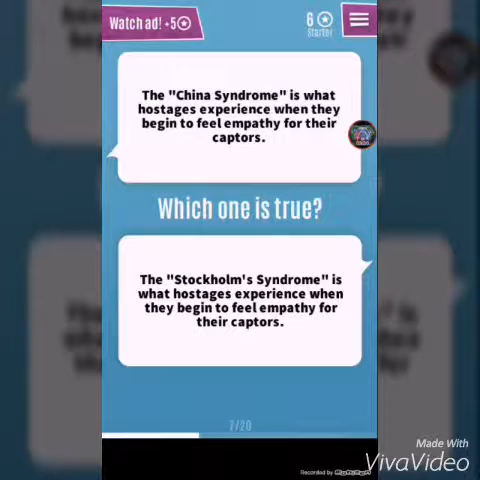 Watch ad! +5
6
Starter
The "China Syndrome" is what
hostages experience when they
begin to feel empathy for their
captors.
Which one is true?
The "Stockholm's Syndrome" is
what hostages experience when
they begin to feel empathy for
their captors.
7/20
Made With
VivaVideo
Recorded by